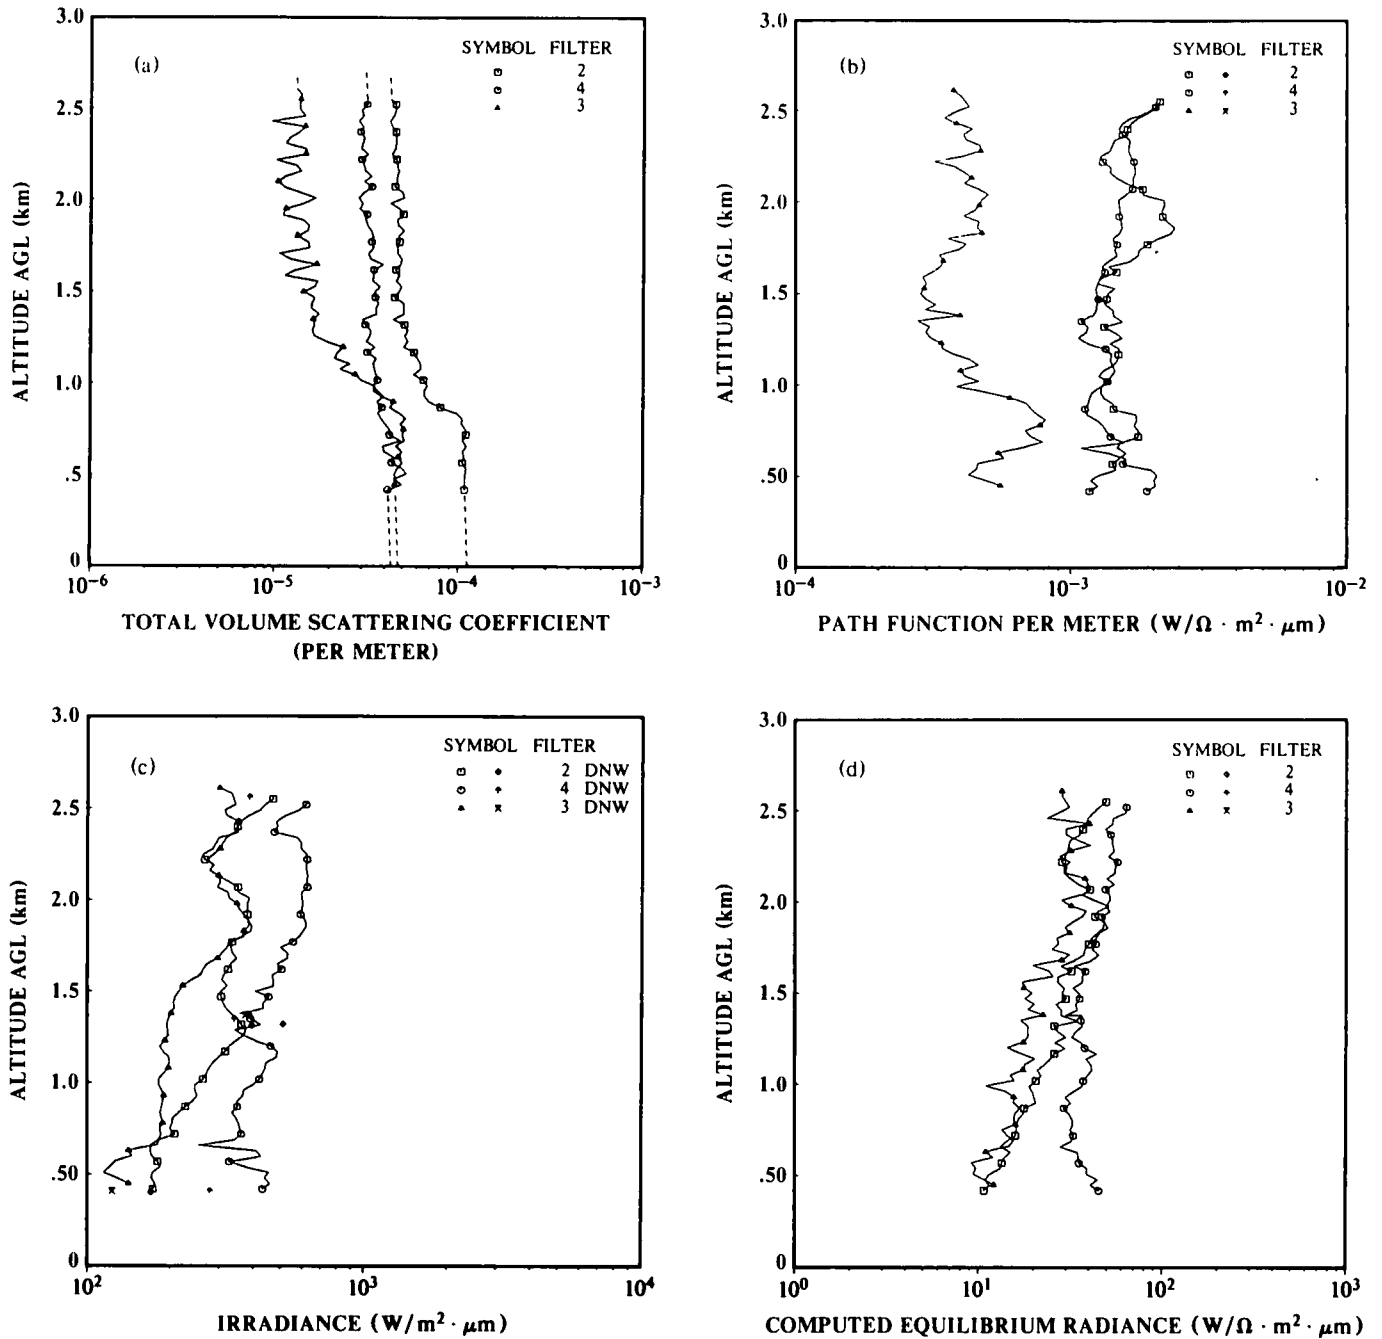 (a)
SYMBOL FILTER
2
4
3
3.0
2.5
2.0
1.5
1.0
.5
0
ALTITUDE AGL (km)
10⁻⁶ 10⁻⁵ 10⁻⁴ 10⁻³
TOTAL VOLUME SCATTERING COEFFICIENT
(PER METER)
(b)
SYMBOL FILTER
2
4
3
3.0
2.5
2.0
1.5
1.0
.50
0
ALTITUDE AGL (km)
10⁻⁴ 10⁻³ 10⁻²
PATH FUNCTION PER METER (W/Ω · m² · μm)
(c)
SYMBOL FILTER
2 DNW
4 DNW
3 DNW
3.0
2.5
2.0
1.5
1.0
.50
0
ALTITUDE AGL (km)
10² 10³ 10⁴
IRRADIANCE (W/m² · μm)
(d)
SYMBOL FILTER
2
4
3
3.0
2.5
2.0
1.5
1.0
.50
0
ALTITUDE AGL (km)
10⁰ 10¹ 10² 10³
COMPUTED EQUILIBRIUM RADIANCE (W/Ω · m² · μm)